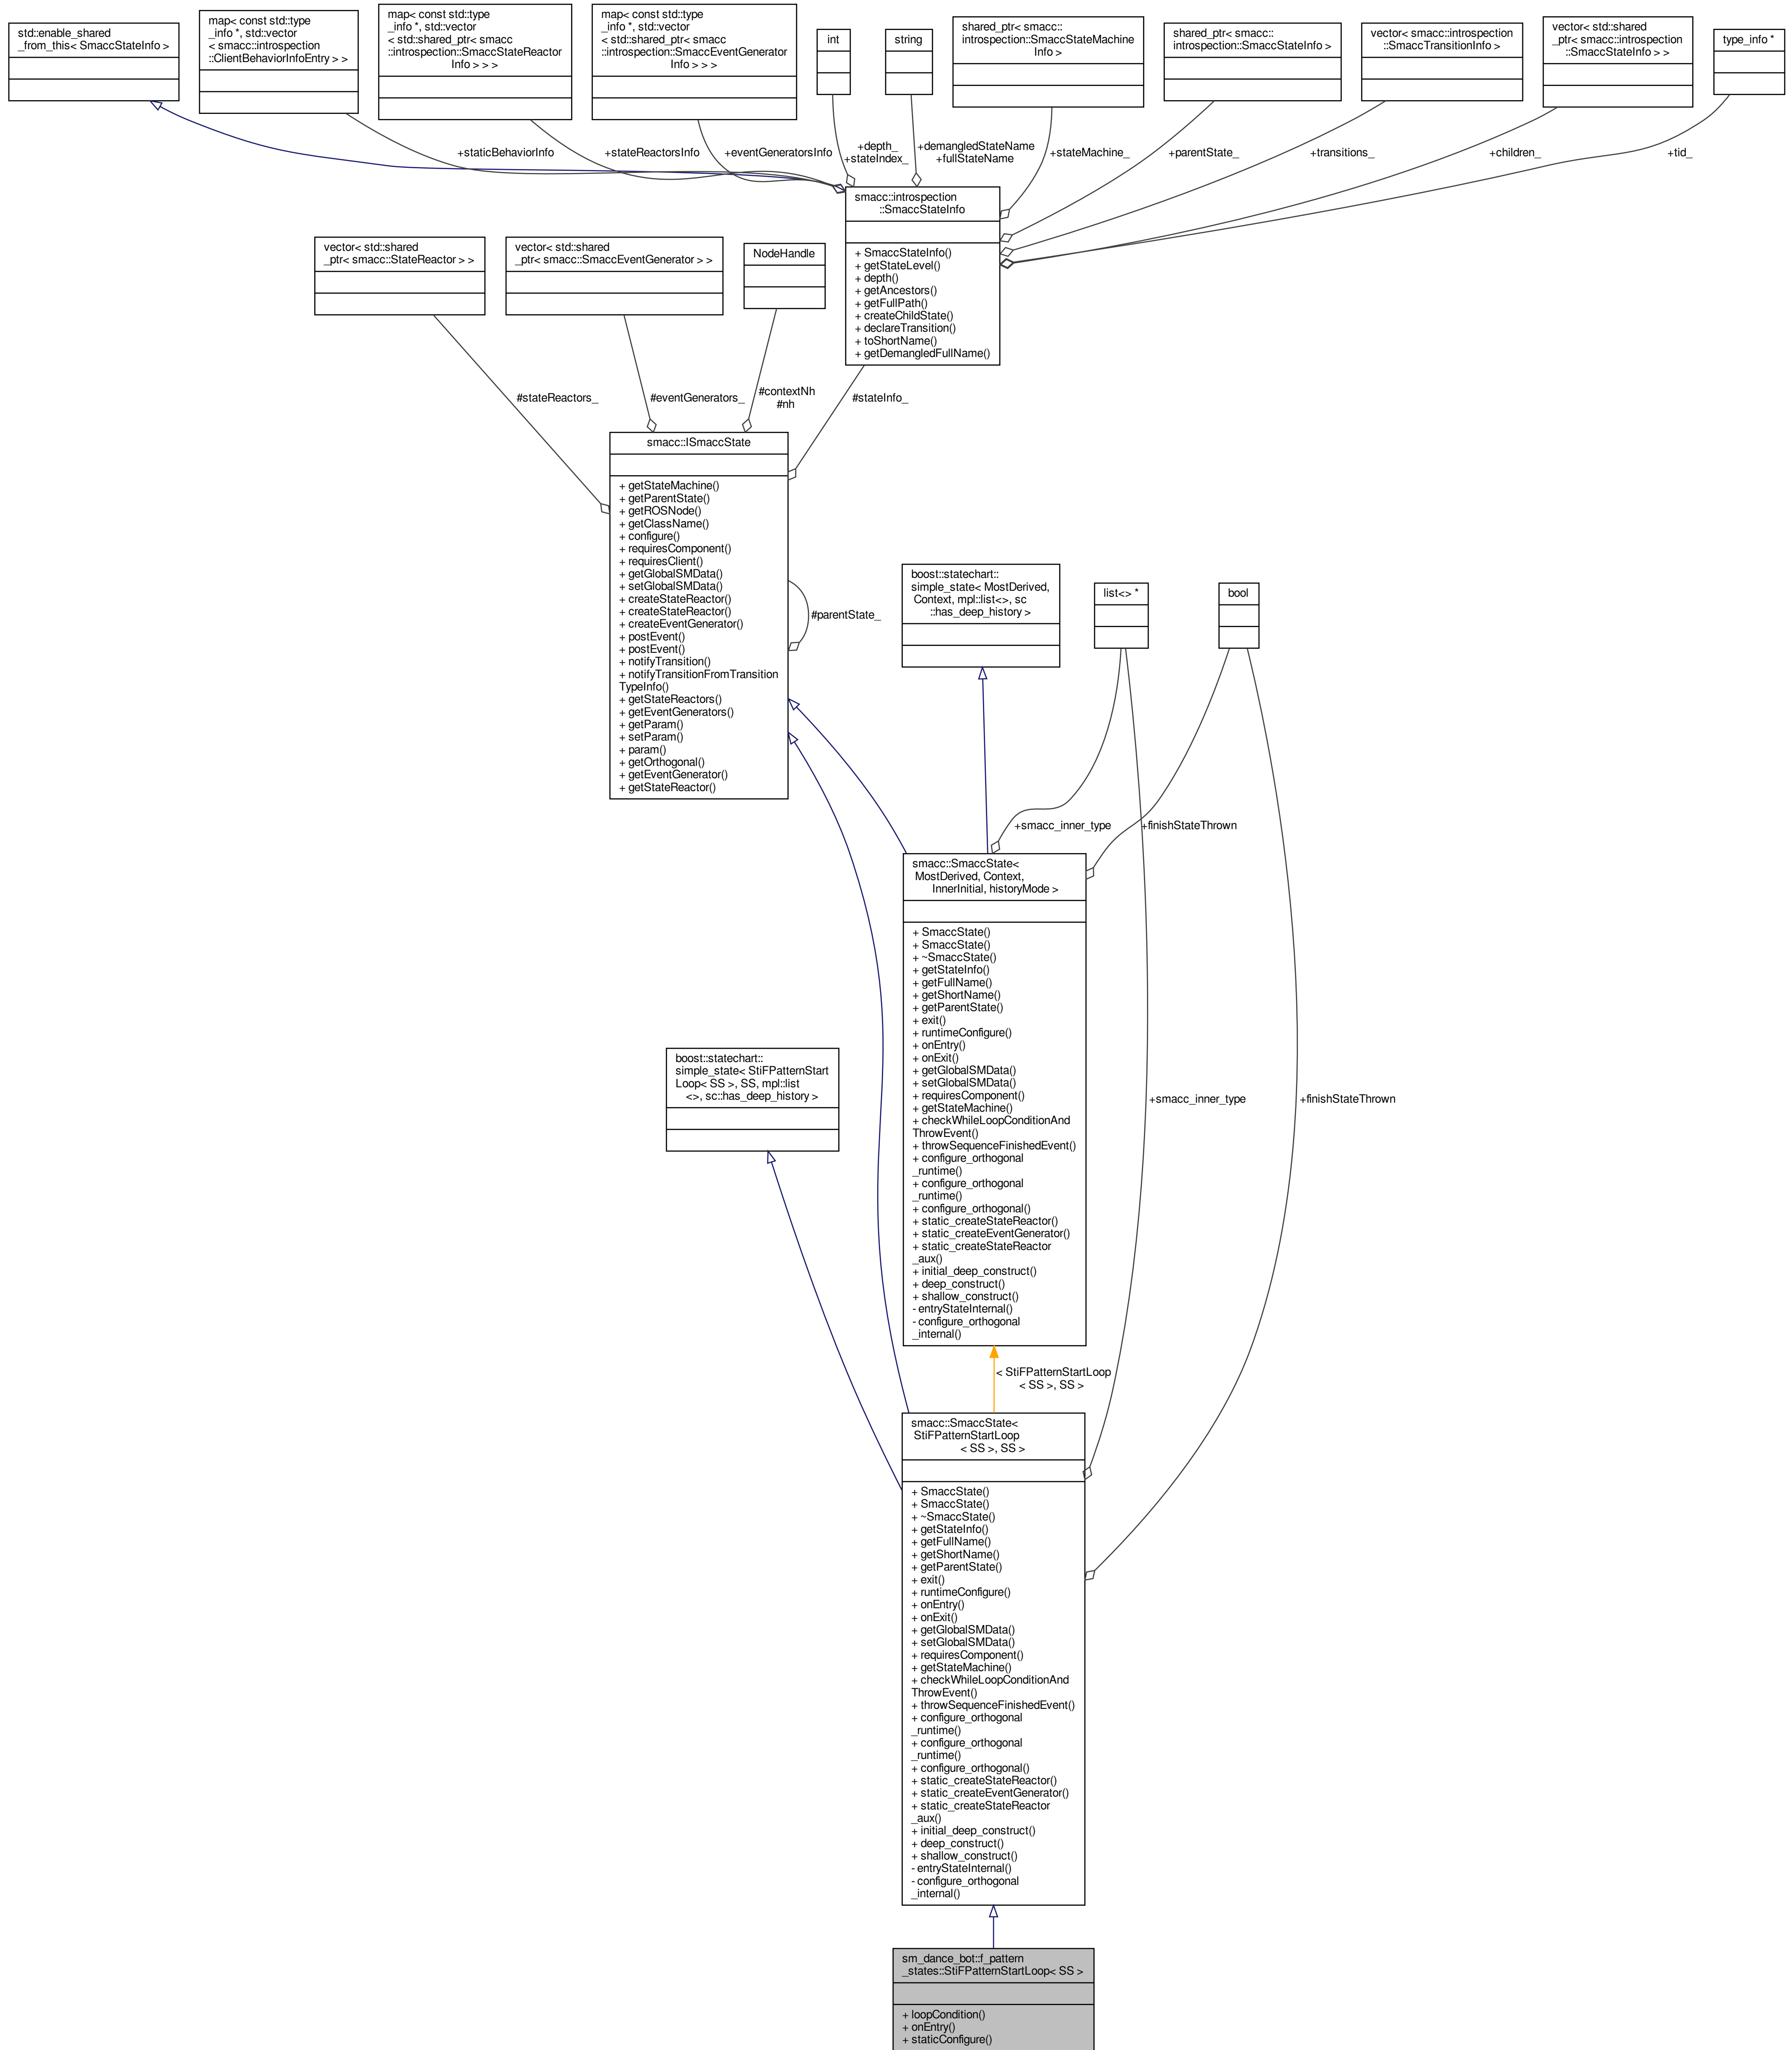 std::enable_shared
_from_this< SmaccStateInfo >
map< const std::type
_info *, std::vector
< smacc::introspection
::ClientBehaviorInfoEntry > >
map< const std::type
_info *, std::vector
< std::shared_ptr< smacc
::introspection::SmaccStateReactor
Info > > >
map< const std::type
_info *, std::vector
< std::shared_ptr< smacc
::introspection::SmaccEventGenerator
Info > > >
int
string
shared_ptr< smacc::
introspection::SmaccStateMachine
Info >
shared_ptr< smacc::
introspection::SmaccStateInfo >
vector< smacc::introspection
::SmaccTransitionInfo >
vector< std::shared
_ptr< smacc::introspection
::SmaccStateInfo > >
type_info *
+staticBehaviorInfo
+stateReactorsInfo
+eventGeneratorsInfo
+depth_
+stateIndex_
+demangledStateName
+fullStateName
+stateMachine_
+parentState_
+transitions_
+children_
+tid_
smacc::introspection
::SmaccStateInfo
+ SmaccStateInfo()
+ getStateLevel()
+ depth()
+ getAncestors()
+ getFullPath()
+ createChildState()
+ declareTransition()
+ toShortName()
+ getDemangledFullName()
vector< std::shared
_ptr< smacc::StateReactor > >
vector< std::shared
_ptr< smacc::SmaccEventGenerator > >
NodeHandle
#stateReactors_
#eventGenerators_
#contextNh
#nh
#stateInfo_
smacc::ISmaccState
+ getStateMachine()
+ getParentState()
+ getROSNode()
+ getClassName()
+ configure()
+ requiresComponent()
+ requiresClient()
+ getGlobalSMData()
+ setGlobalSMData()
+ createStateReactor()
+ createStateReactor()
+ createEventGenerator()
+ postEvent()
+ postEvent()
+ notifyTransition()
+ notifyTransitionFromTransition
TypeInfo()
+ getStateReactors()
+ getEventGenerators()
+ getParam()
+ setParam()
+ param()
+ getOrthogonal()
+ getEventGenerator()
+ getStateReactor()
#parentState_
boost::statechart::
simple_state< MostDerived,
Context, mpl::list<>, sc
::has_deep_history >
list<> *
bool
+smacc_inner_type
+finishStateThrown
smacc::SmaccState<
MostDerived, Context,
InnerInitial, historyMode >
+ SmaccState()
+ SmaccState()
+ ~SmaccState()
+ getStateInfo()
+ getFullName()
+ getShortName()
+ getParentState()
+ exit()
+ runtimeConfigure()
+ onEntry()
+ onExit()
+ getGlobalSMData()
+ setGlobalSMData()
+ requiresComponent()
+ getStateMachine()
+ checkWhileLoopConditionAnd
ThrowEvent()
+ throwSequenceFinishedEvent()
+ configure_orthogonal
_runtime()
+ configure_orthogonal
_runtime()
+ configure_orthogonal()
+ static_createStateReactor()
+ static_createEventGenerator()
+ static_createStateReactor
_aux()
+ initial_deep_construct()
+ deep_construct()
+ shallow_construct()
- entryStateInternal()
- configure_orthogonal
_internal()
boost::statechart::
simple_state< StiFPatternStart
Loop< SS >, SS, mpl::list
<>, sc::has_deep_history >
+smacc_inner_type
+finishStateThrown
< StiFPatternStartLoop
< SS >, SS >
smacc::SmaccState<
StiFPatternStartLoop
< SS >, SS >
+ SmaccState()
+ SmaccState()
+ ~SmaccState()
+ getStateInfo()
+ getFullName()
+ getShortName()
+ getParentState()
+ exit()
+ runtimeConfigure()
+ onEntry()
+ onExit()
+ getGlobalSMData()
+ setGlobalSMData()
+ requiresComponent()
+ getStateMachine()
+ checkWhileLoopConditionAnd
ThrowEvent()
+ throwSequenceFinishedEvent()
+ configure_orthogonal
_runtime()
+ configure_orthogonal
_runtime()
+ configure_orthogonal()
+ static_createStateReactor()
+ static_createEventGenerator()
+ static_createStateReactor
_aux()
+ initial_deep_construct()
+ deep_construct()
+ shallow_construct()
- entryStateInternal()
- configure_orthogonal
_internal()
sm_dance_bot::f_pattern
_states::StiFPatternStartLoop< SS >
+ loopCondition()
+ onEntry()
+ staticConfigure()